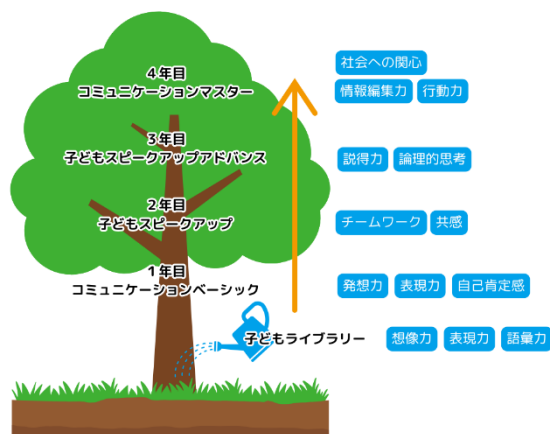 4年目
コミュニケーションマスター
社会への関心
情報編集力 行動力
3年目
子どもスピークアップアドバンス
説得力 論理的思考
2年目
子どもスピークアップ
チームワーク 共感
1年目
コミュニケーションベーシック
発想力 表現力 自己肯定感
子どもライブラリー
想像力 表現力 語彙力